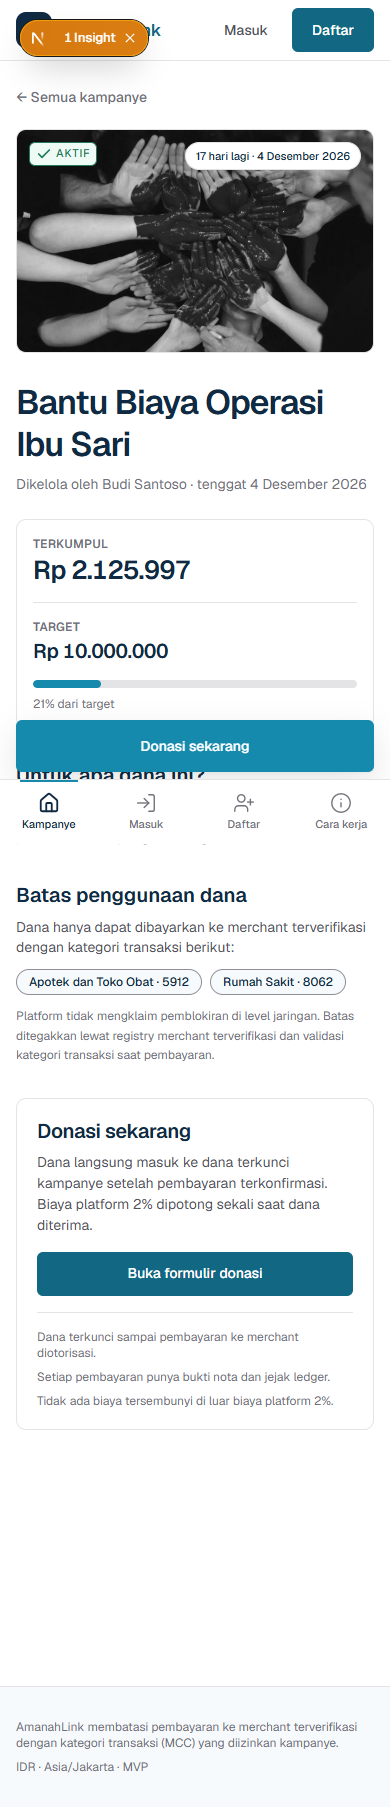 1 Insight
nk
Masuk
Daftar
← Semua kampanye
AKTIF
17 hari lagi · 4 Desember 2026
Bantu Biaya Operasi
Ibu Sari
Dikelola oleh Budi Santoso · tenggat 4 Desember 2026
TERKUMPUL
Rp 2.125.997
TARGET
Rp 10.000.000
21% dari target
Donasi sekarang
Untuk apa dana ini?
Kampanye
Masuk
Daftar
Cara kerja
Batas penggunaan dana
Dana hanya dapat dibayarkan ke merchant terverifikasi
dengan kategori transaksi berikut:
Apotek dan Toko Obat · 5912
Rumah Sakit · 8062
Platform tidak mengklaim pemblokiran di level jaringan. Batas
ditegakkan lewat registry merchant terverifikasi dan validasi
kategori transaksi saat pembayaran.
Donasi sekarang
Dana langsung masuk ke dana terkunci
kampanye setelah pembayaran terkonfirmasi.
Biaya platform 2% dipotong sekali saat dana
diterima.
Buka formulir donasi
Dana terkunci sampai pembayaran ke merchant
diotorisasi.
Setiap pembayaran punya bukti nota dan jejak ledger.
Tidak ada biaya tersembunyi di luar biaya platform 2%.
AmanahLink membatasi pembayaran ke merchant terverifikasi
dengan kategori transaksi (MCC) yang diizinkan kampanye.
IDR · Asia/Jakarta · MVP